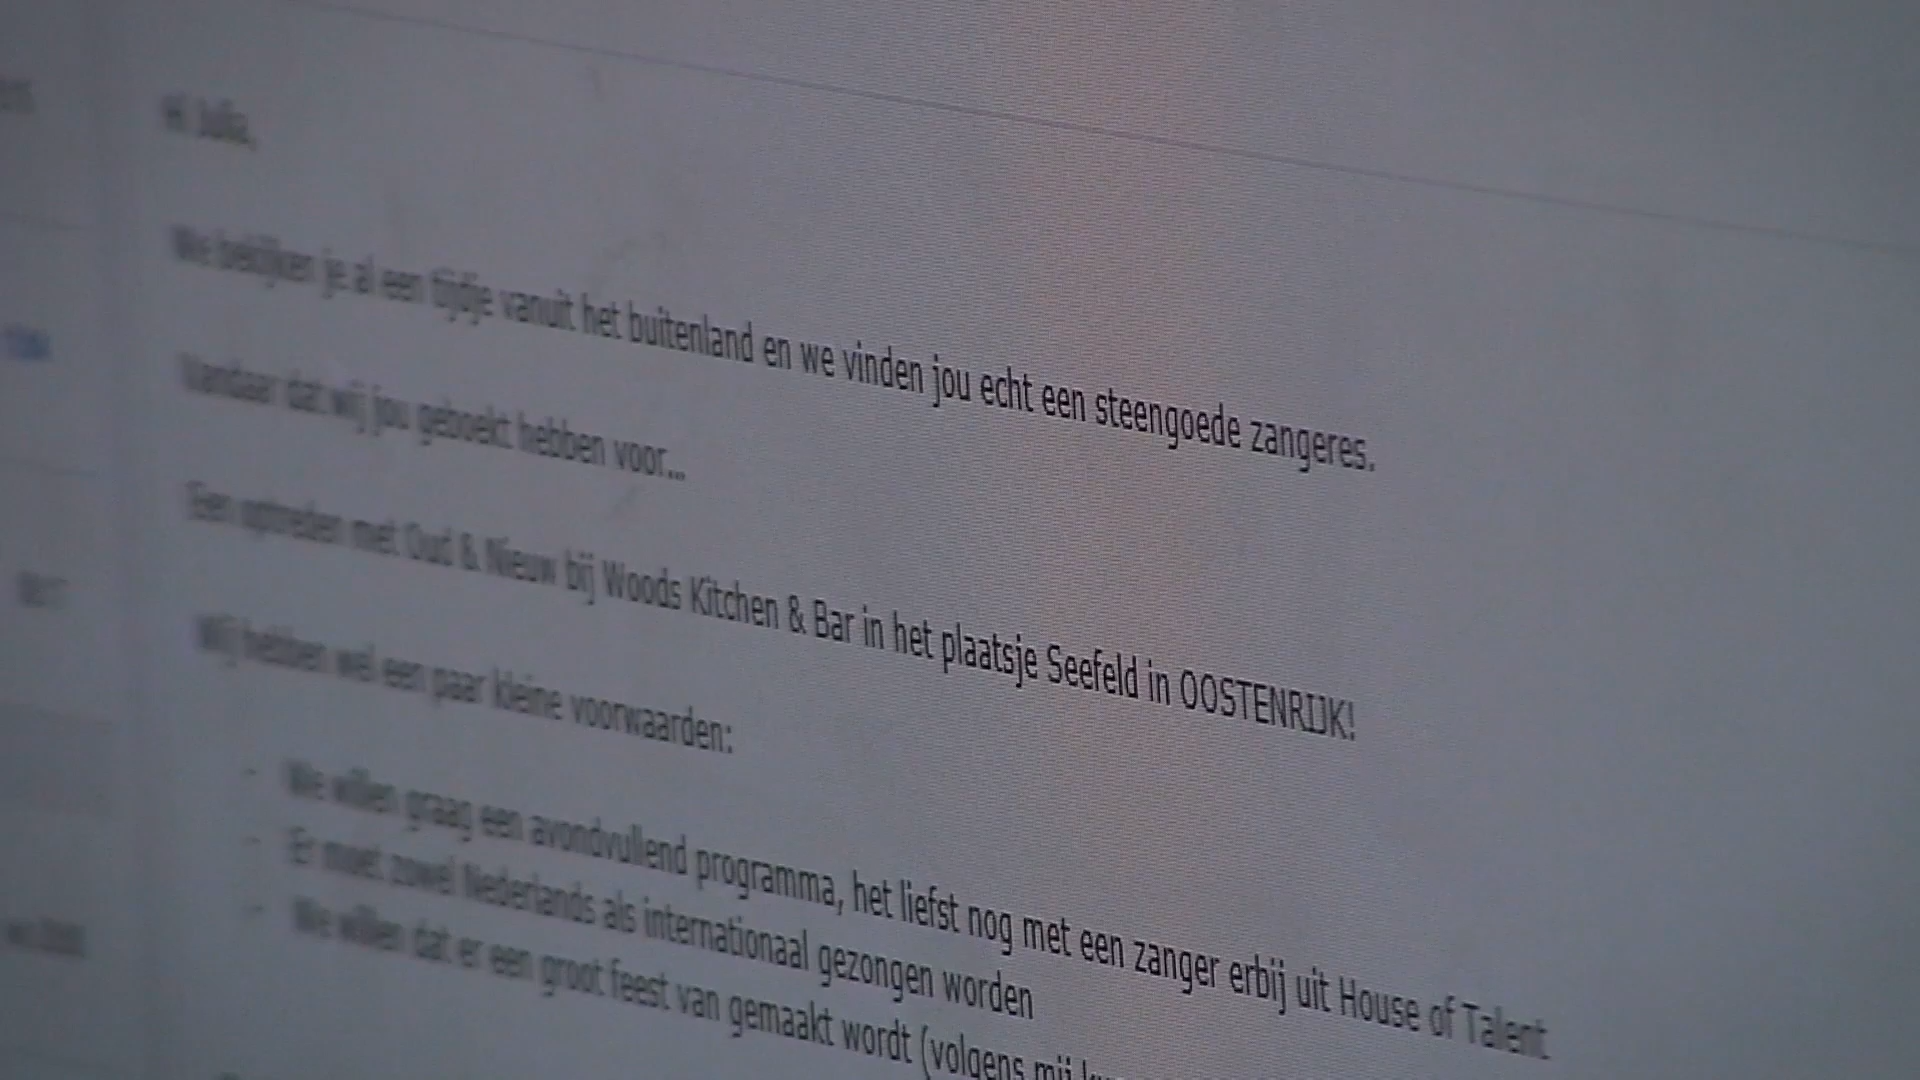 Hi Julia,
We bekijken je al een tijdje vanuit het buitenland en we vinden jou echt een steengoede zangeres.
Vandaar dat wij jou geboekt hebben voor...
Een optreden met Oud & Nieuw bij Woods Kitchen & Bar in het plaatsje Seefeld in OOSTENRIJK!
Wij hebben wel een paar kleine voorwaarden:
- We willen graag een avondvullend programma, het liefst nog met een zanger erbij uit House of Talent
- Er moet zowel Nederlands als internationaal gezongen worden
- We willen dat er een groot feest van gemaakt wordt (volgens mij